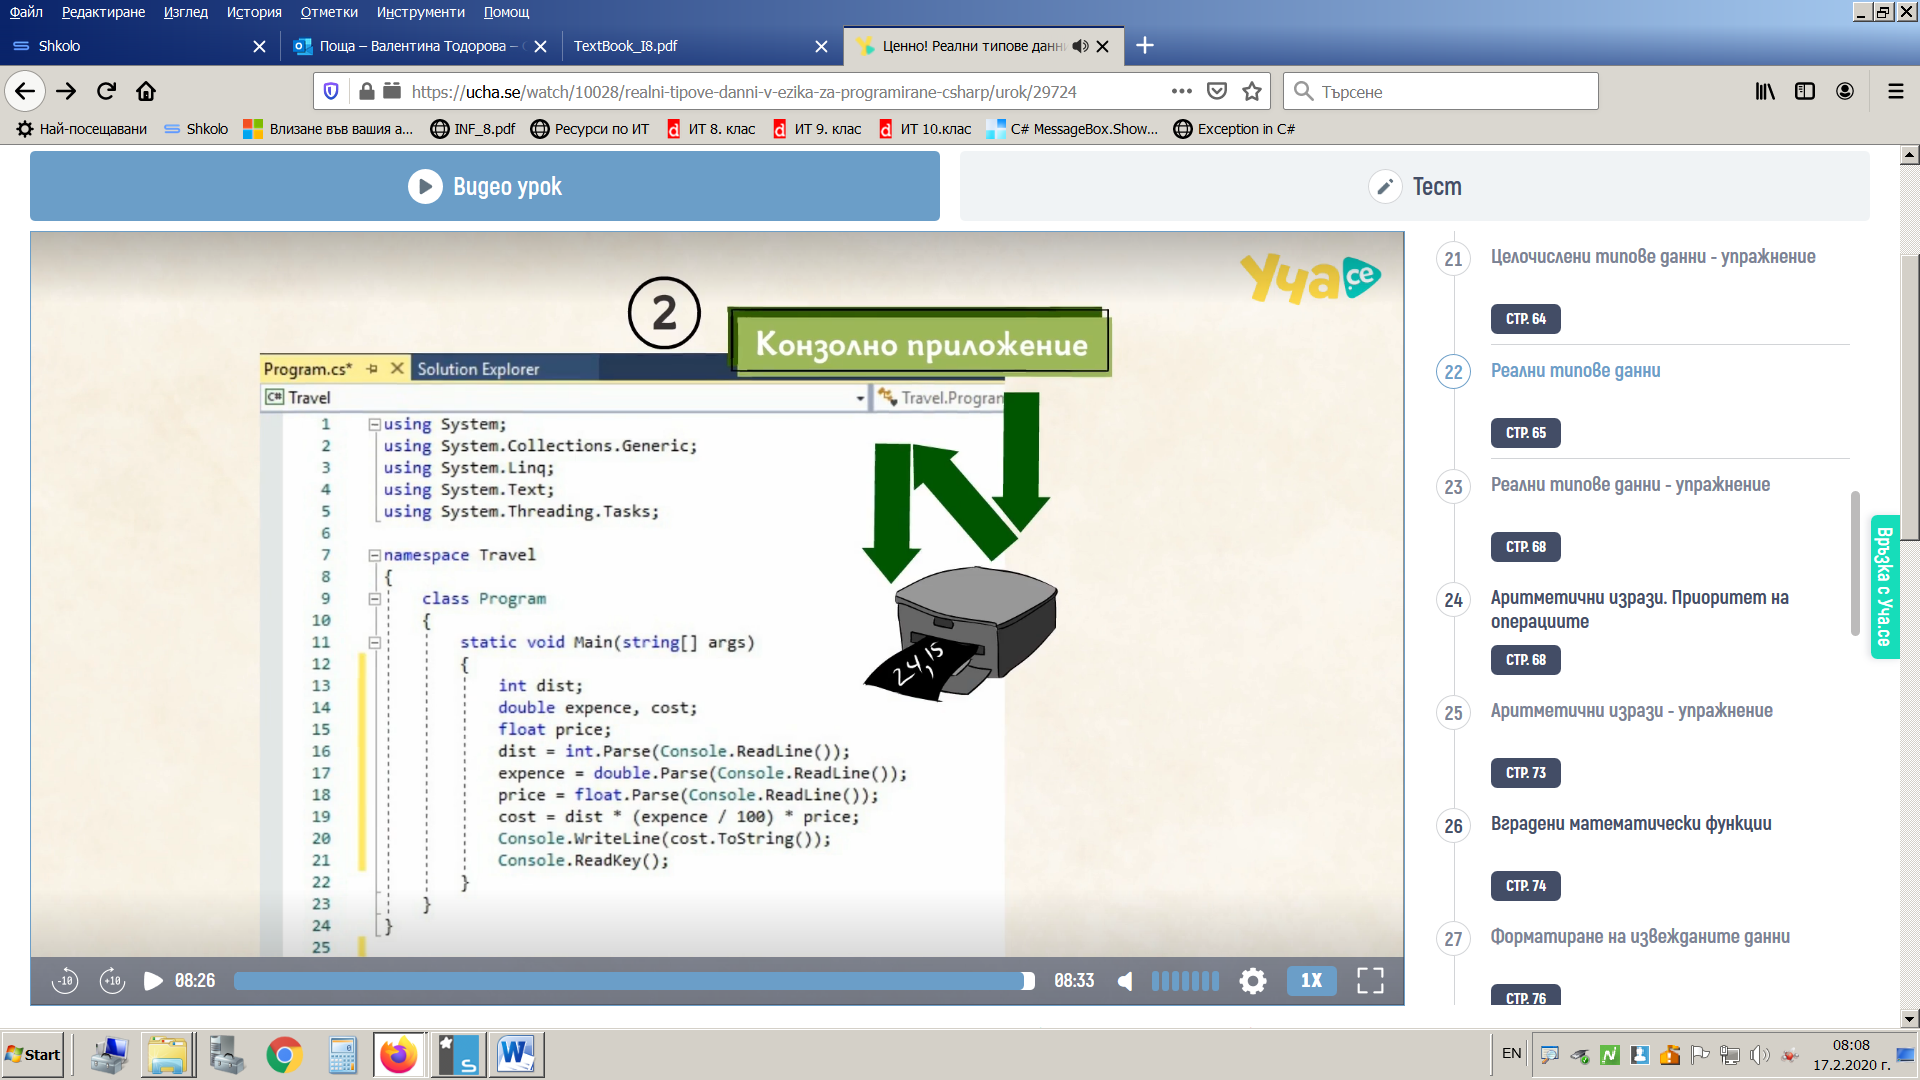 Файл Редактиране Изглед История Отметки Инструменти Помощ
Shkolo
Поща – Валентина Тодорова –
TextBook_I8.pdf
Ценно! Реални типове данни
https://ucha.se/watch/10028/realni-tipove-danni-v-ezika-za-programirane-csharp/urok/29724
Търсене
Най-посещавани Shkolo Влизане във вашия а... INF_8.pdf Ресурси по ИТ ИТ 8. клас ИТ 9. клас ИТ 10.клас C# MessageBox.Show... Exception in C#
Видео урок
Тест
Уча.се
2
Конзолно приложение
Program.cs* Solution Explorer
C# Travel Travel.Program
1 using System;
2 using System.Collections.Generic;
3 using System.Linq;
4 using System.Text;
5 using System.Threading.Tasks;
6
7 namespace Travel
8 {
9 class Program
10 {
11 static void Main(string[] args)
12 {
13 int dist;
14 double expence, cost;
15 float price;
16 dist = int.Parse(Console.ReadLine());
17 expence = double.Parse(Console.ReadLine());
18 price = float.Parse(Console.ReadLine());
19 cost = dist * (expence / 100) * price;
20 Console.WriteLine(cost.ToString());
21 Console.ReadKey();
22 }
23 }
24 }
25
24,15
-10 +10 08:26 08:33 1X
21 Целочислени типове данни - упражнение
СТР. 64
22 Реални типове данни
СТР. 65
23 Реални типове данни - упражнение
СТР. 68
24 Аритметични изрази. Приоритет на
операциите
СТР. 68
25 Аритметични изрази - упражнение
СТР. 73
26 Вградени математически функции
СТР. 74
27 Форматиране на извежданите данни
СТР. 76
Връзка с Уча.се
Start
EN
08:08
17.2.2020 г.